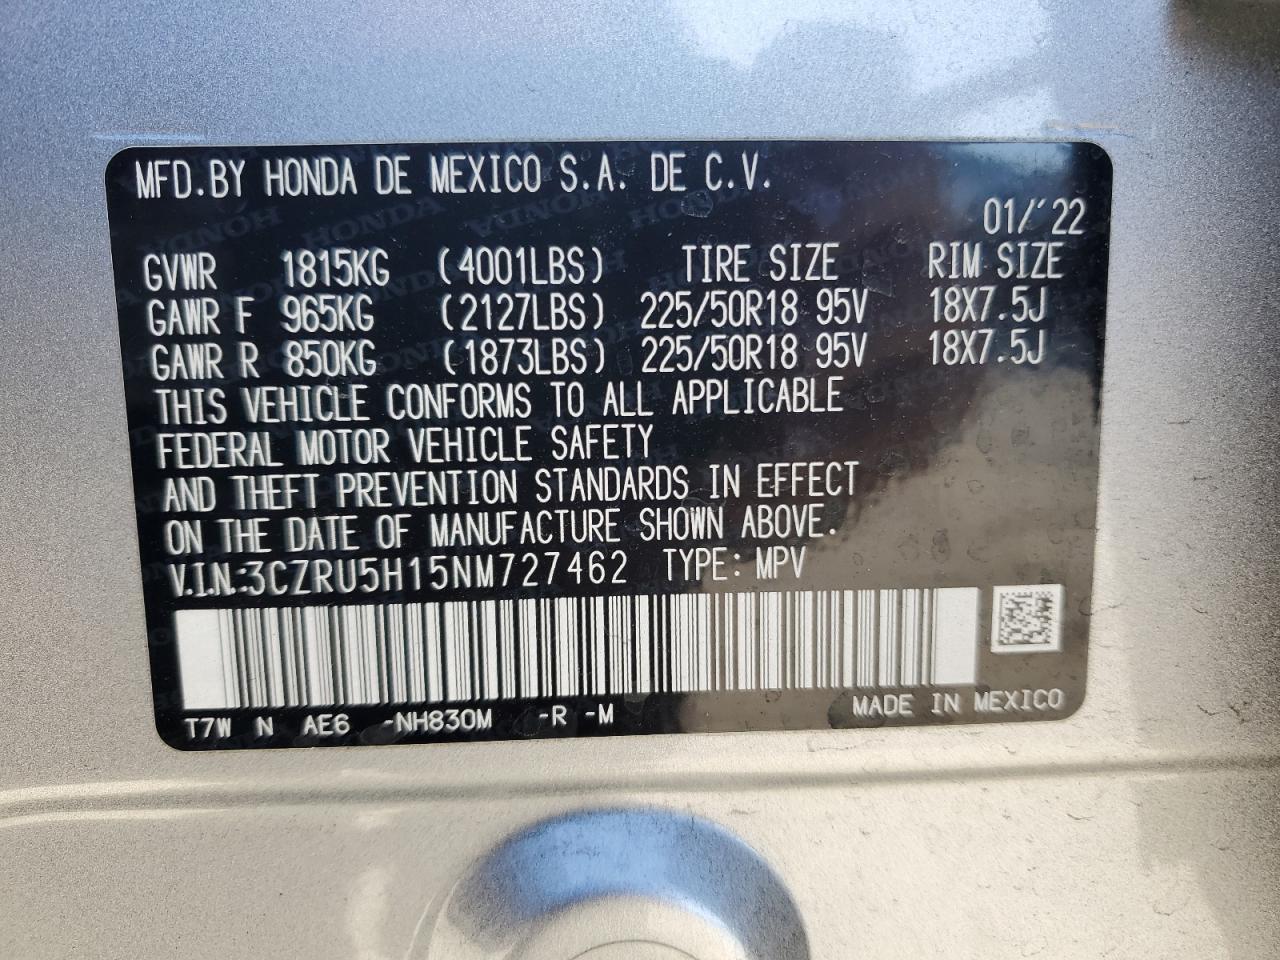 MFD.BY HONDA DE MEXICO S.A. DE C.V.
01/'22
GVWR 1815KG (4001LBS) TIRE SIZE RIM SIZE
GAWR F 965KG (2127LBS) 225/50R18 95V 18X7.5J
GAWR R 850KG (1873LBS) 225/50R18 95V 18X7.5J
THIS VEHICLE CONFORMS TO ALL APPLICABLE
FEDERAL MOTOR VEHICLE SAFETY
AND THEFT PREVENTION STANDARDS IN EFFECT
ON THE DATE OF MANUFACTURE SHOWN ABOVE.
V.I.N.:3CZRU5H15NM727462 TYPE: MPV
T7W N AE6 -NH830M -R -M MADE IN MEXICO